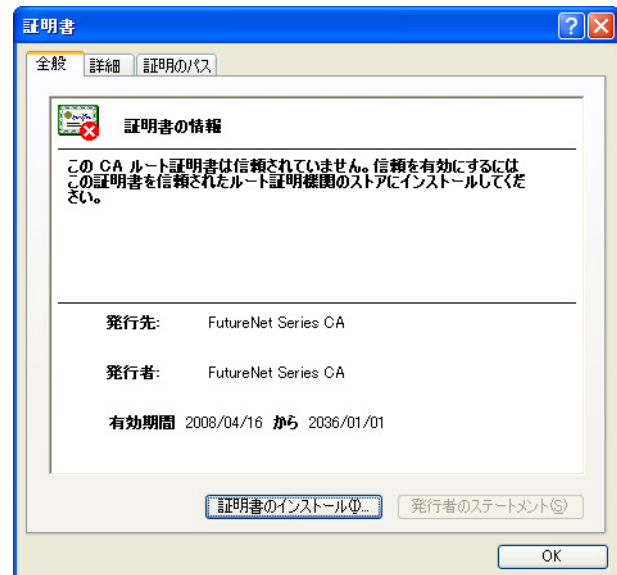 証明書
全般 詳細 証明のパス
証明書の情報
この CA ルート証明書は信頼されていません。信頼を有効にするには
この証明書を信頼されたルート証明機関のストアにインストールしてくだ
さい。
発行先: FutureNet Series CA
発行者: FutureNet Series CA
有効期間 2008/04/16 から 2036/01/01
証明書のインストール(I)... 発行者のステートメント(S)
OK